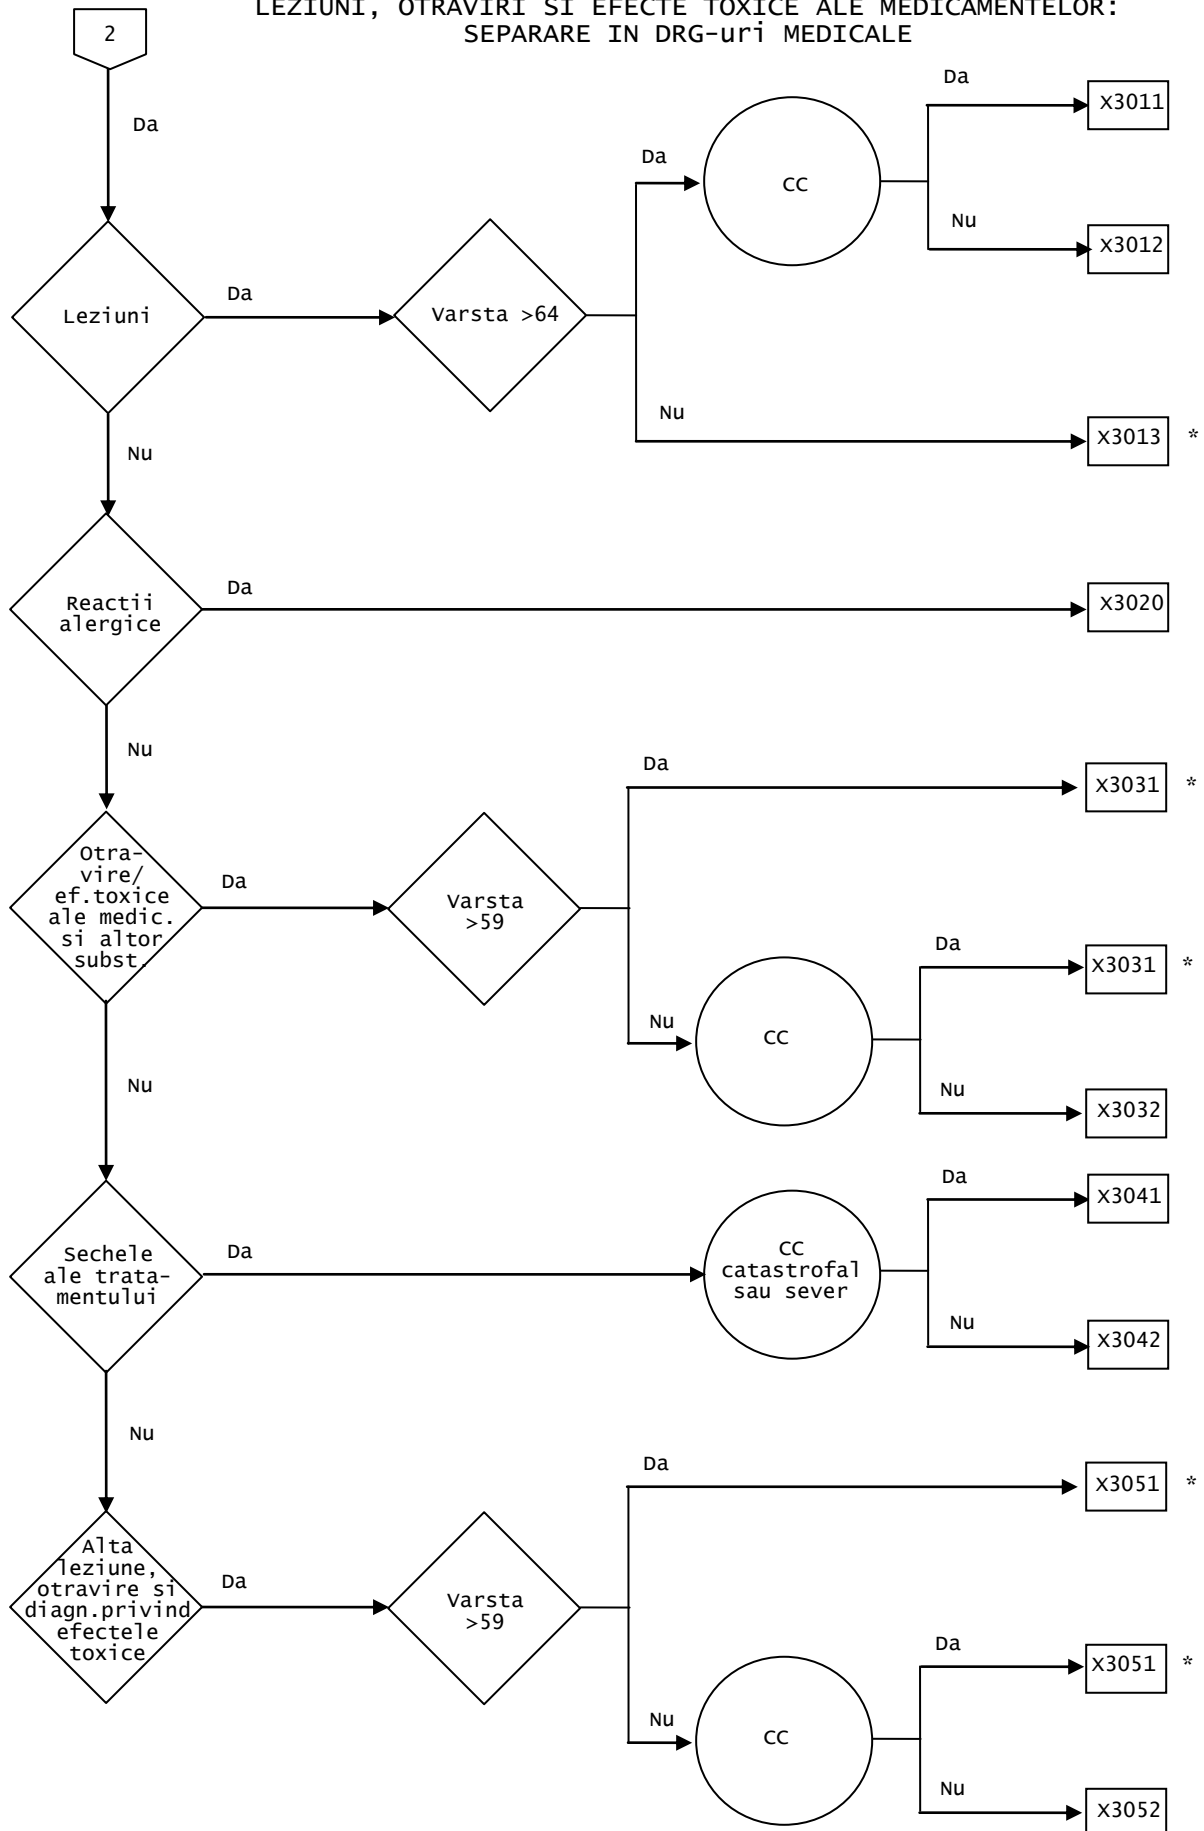 LEZIUNI, OTRAVIRI SI EFECTE TOXICE ALE MEDICAMENTELOR:
SEPARARE IN DRG-uri MEDICALE
2
Da
Leziuni
Da
Varsta >64
Da
CC
Da
X3011
Nu
X3012
Nu
X3013 *
Nu
Reactii
alergice
Da
X3020
Nu
Otra-
vire/
ef.toxice
ale medic.
si altor
subst.
Da
Varsta
>59
Da
X3031 *
Nu
CC
Da
X3031 *
Nu
X3032
Nu
Sechele
ale trata-
mentului
Da
CC
catastrofal
sau sever
Da
X3041
Nu
X3042
Nu
Alta
leziune,
otravire si
diagn.privind
efectele
toxice
Da
Varsta
>59
Da
X3051 *
Nu
CC
Da
X3051 *
Nu
X3052